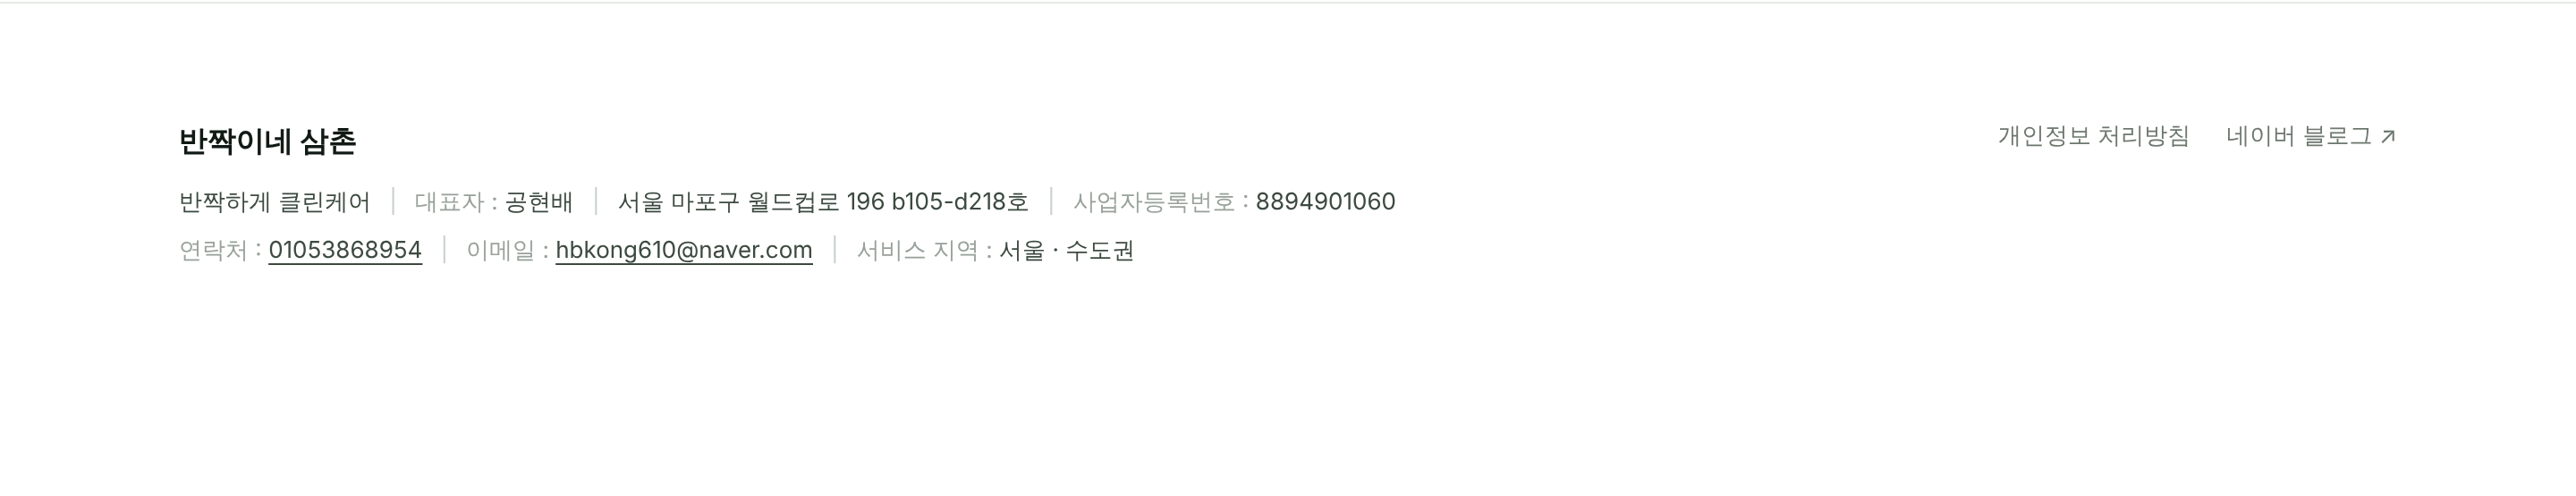 반짝이네 삼촌
개인정보 처리방침 네이버 블로그 ↗
반짝하게 클린케어 | 대표자 : 공현배 | 서울 마포구 월드컵로 196 b105-d218호 | 사업자등록번호 : 8894901060
연락처 : 01053868954 | 이메일 : hbkong610@naver.com | 서비스 지역 : 서울 · 수도권